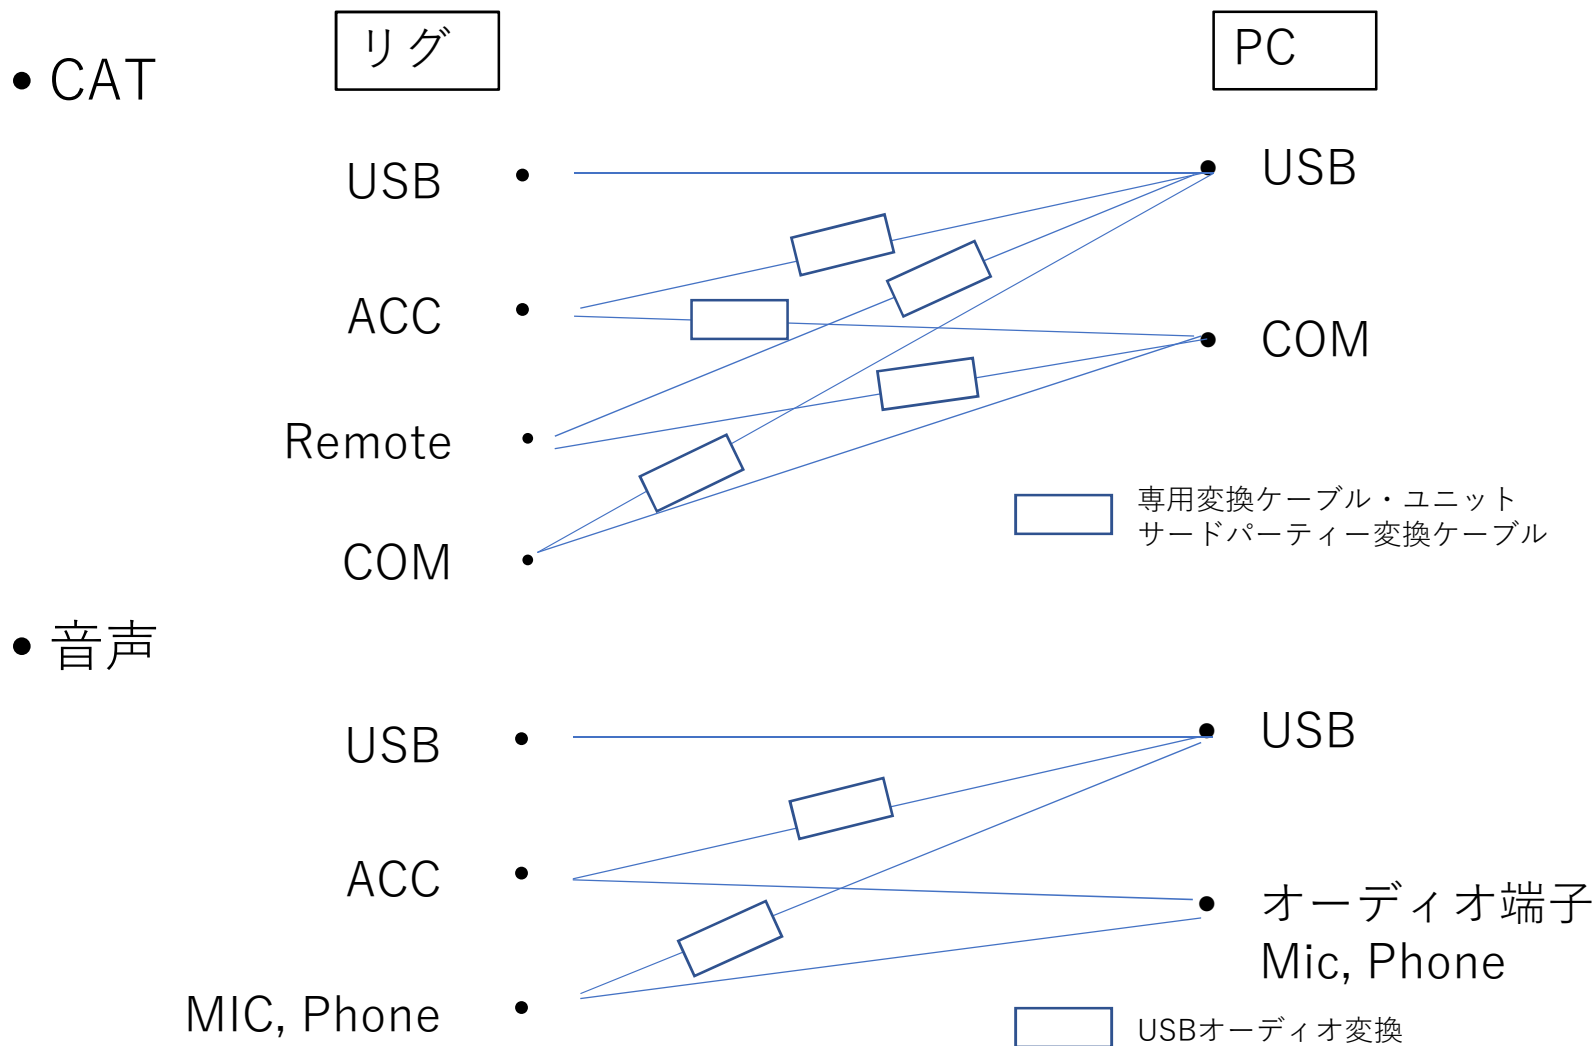 リグ
PC
• CAT
USB
USB
ACC
COM
Remote
専用変換ケーブル・ユニット
サードパーティー変換ケーブル
COM
• 音声
USB
USB
ACC
オーディオ端子
Mic, Phone
MIC, Phone
USBオーディオ変換